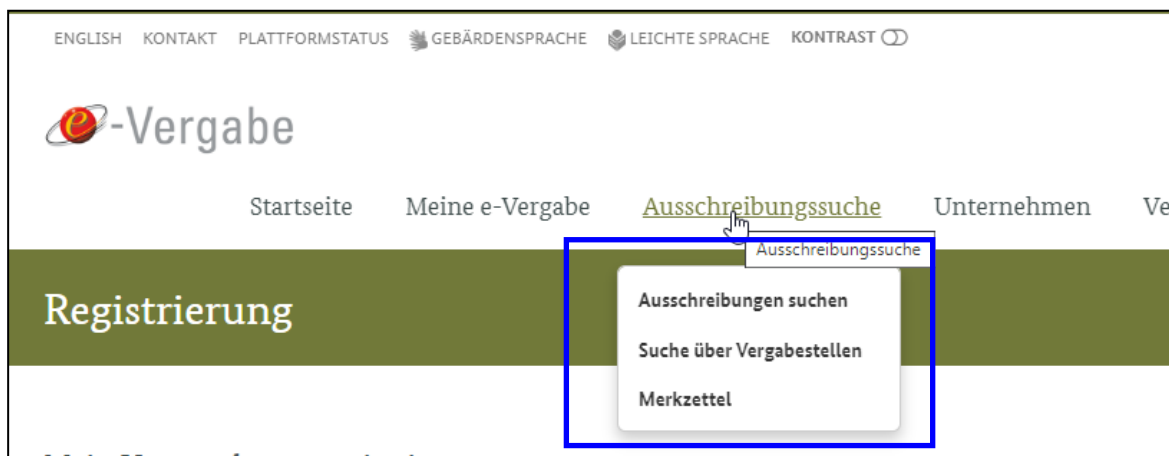 ENGLISH KONTAKT PLATTFORMSTATUS GEBÄRDENSPRACHE LEICHTE SPRACHE KONTRAST
e-Vergabe
Startseite Meine e-Vergabe Ausschreibungssuche Unternehmen
Ausschreibungssuche
Registrierung
Ausschreibungen suchen
Suche über Vergabestellen
Merkzettel